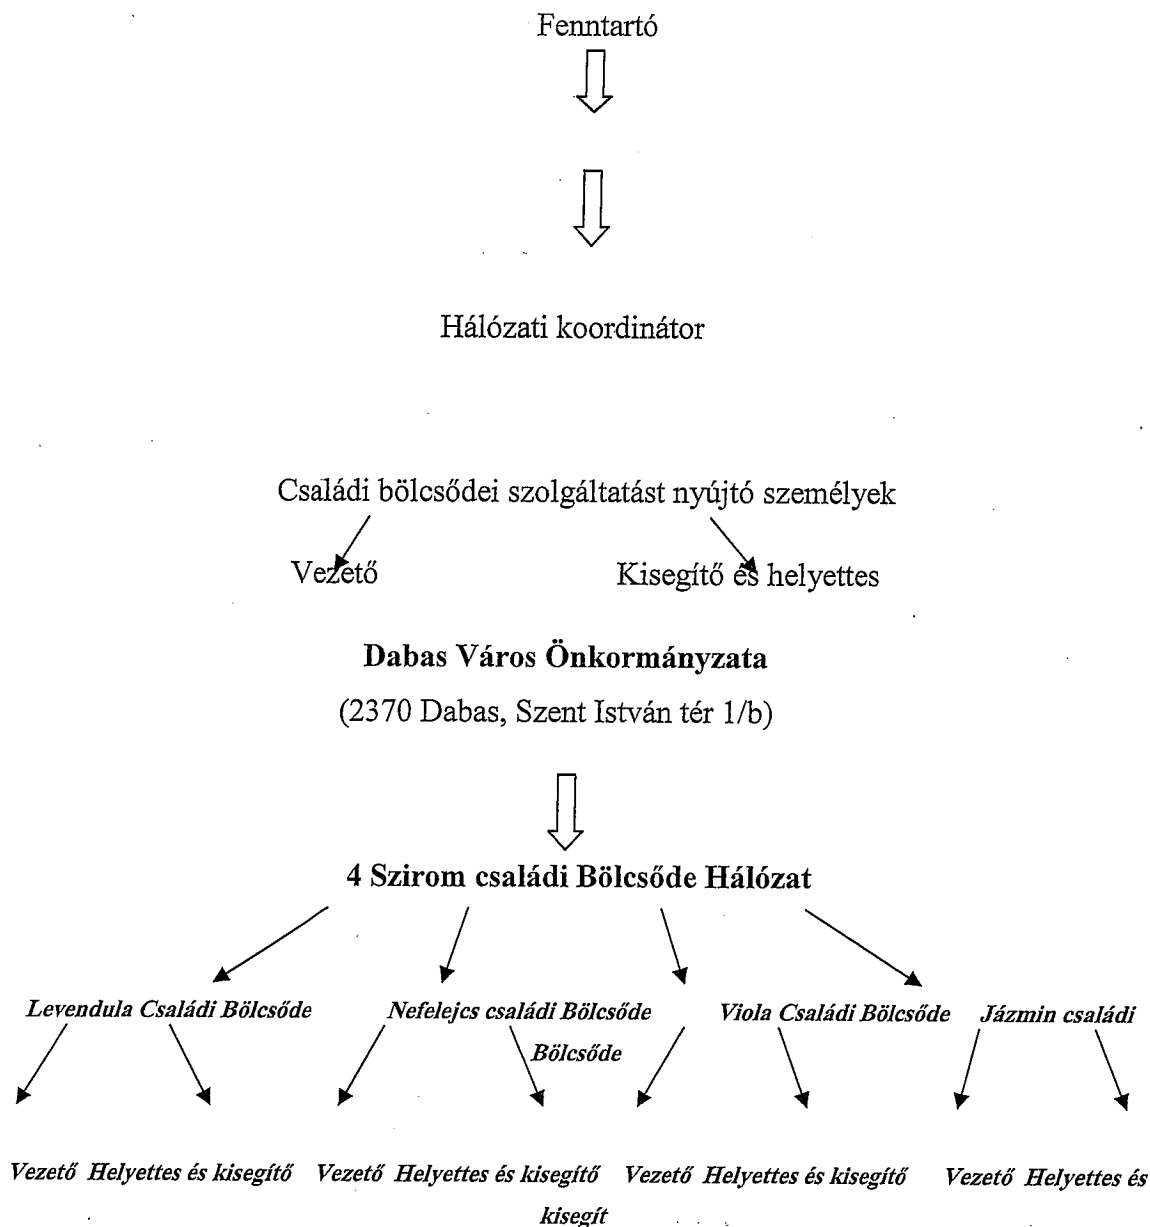 Fenntartó
Hálózati koordinátor
Családi bölcsődei szolgáltatást nyújtó személyek
Vezető Kisegítő és helyettes
Dabas Város Önkormányzata
(2370 Dabas, Szent István tér 1/b)
4 Szirom családi Bölcsőde Hálózat
Levendula Családi Bölcsőde Nefelejcs családi Bölcsőde Viola Családi Bölcsőde Jázmin családi
Bölcsőde
Vezető Helyettes és kisegítő Vezető Helyettes és kisegítő Vezető Helyettes és kisegítő Vezető Helyettes és
kisegít